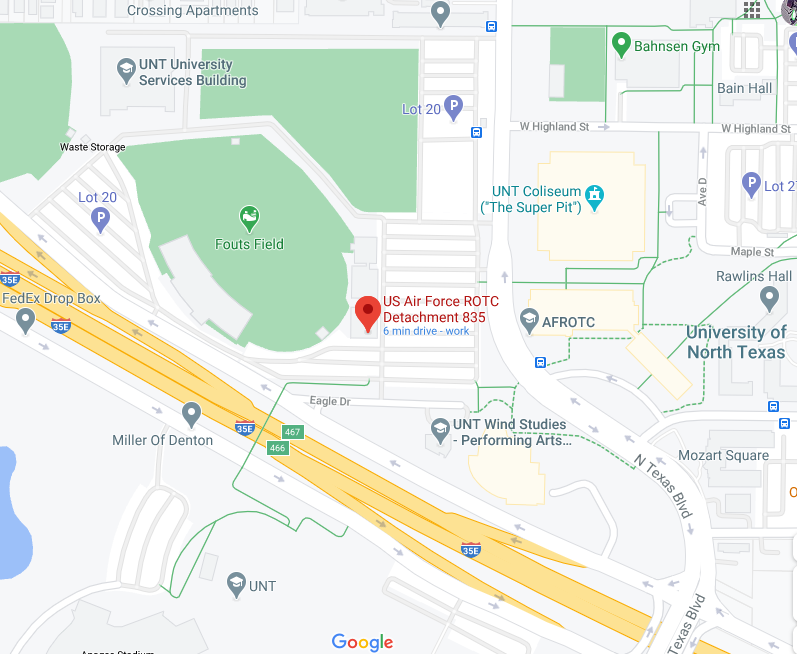 Crossing Apartments
UNT University
Services Building
Bahnsen Gym
Bain Hall
Lot 20
P
P
W Highland St
W Highland St
Waste Storage
Lot 20
P
UNT Coliseum
("The Super Pit")
Ave D
P
Fouts Field
Maple St
35E
FedEx Drop Box
US Air Force ROTC
Detachment 835
6 min drive - work
Rawlins Hall
AFROTC
University of
North Texas
35E
Eagle Dr
Miller Of Denton
35E
467
466
UNT Wind Studies
- Performing Arts...
Mozart Square
N Texas Blvd
35E
UNT
Texas Blvd
Google